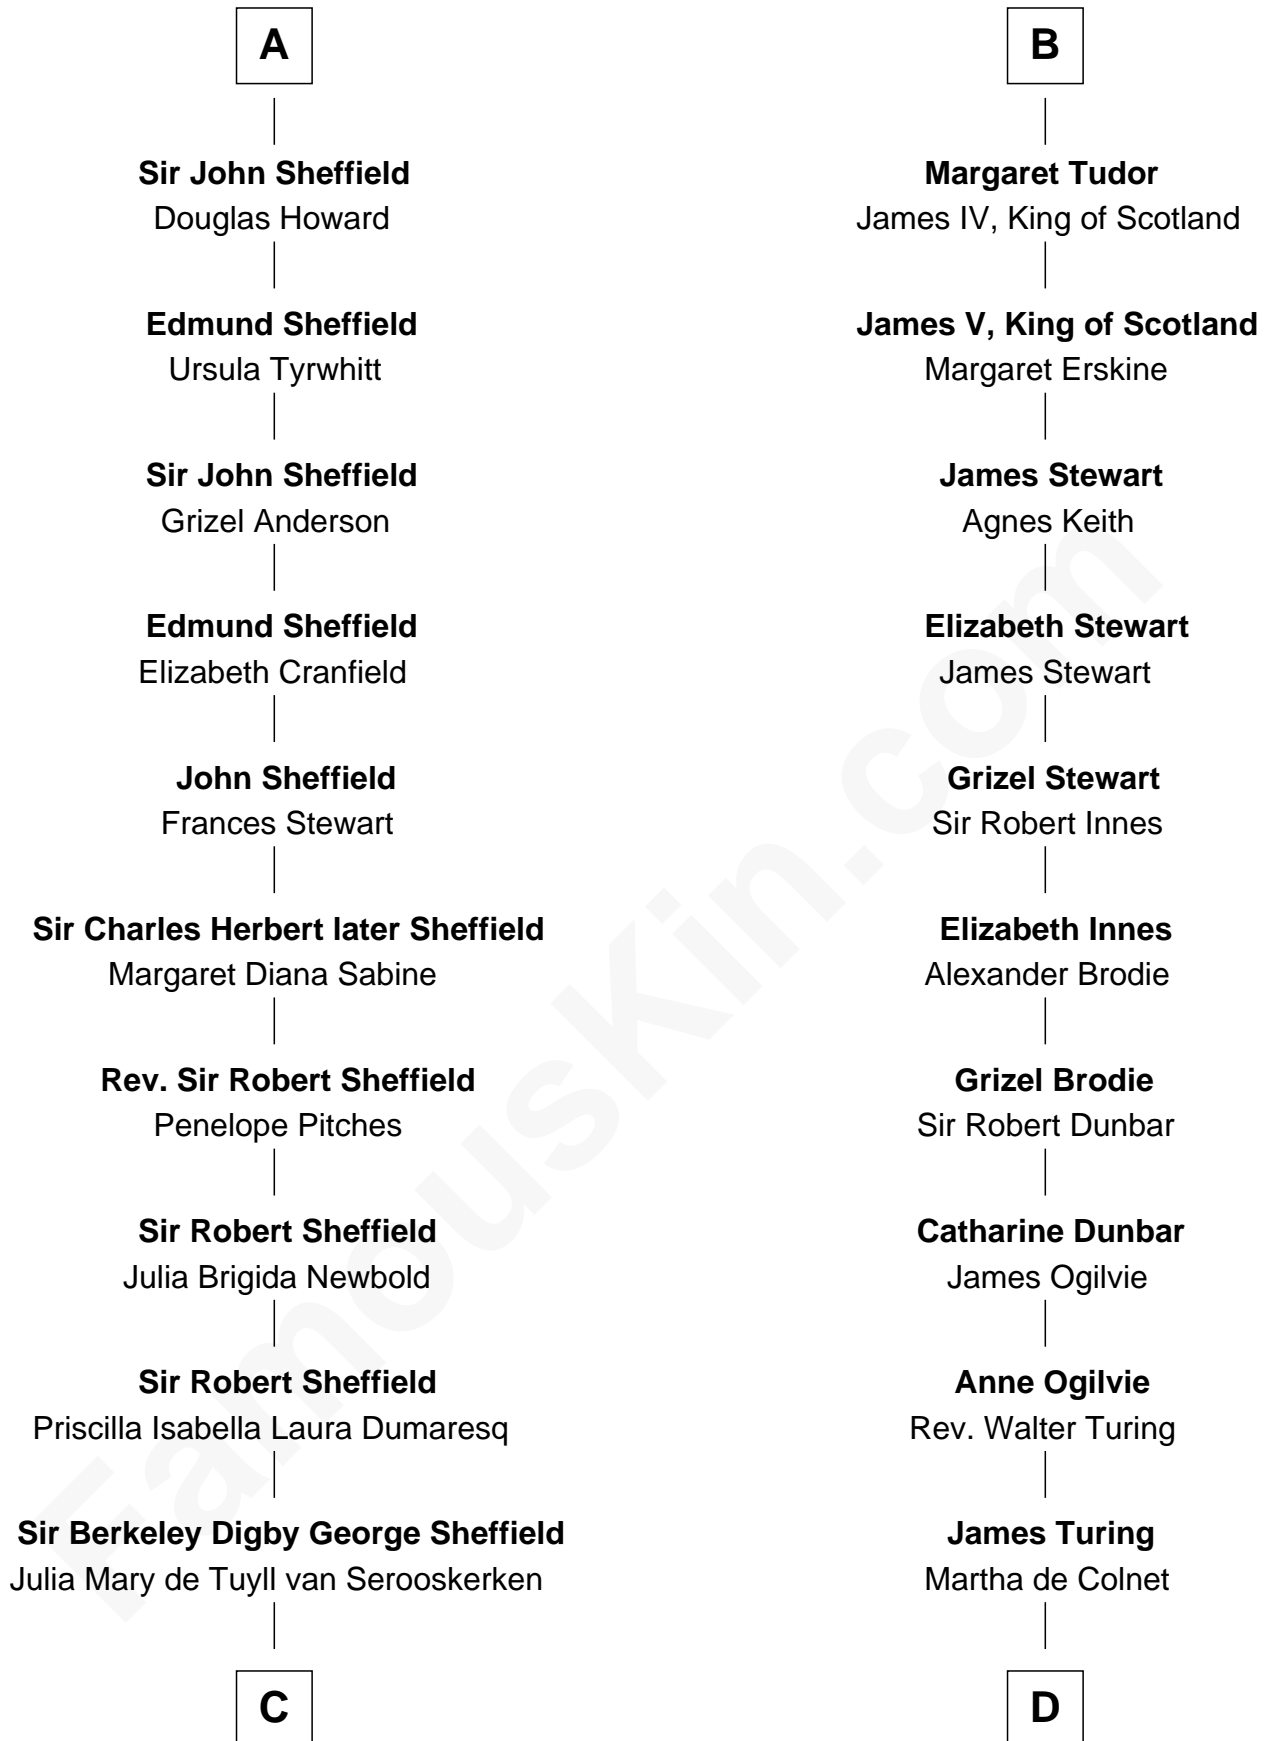 A
Sir John Sheffield
Douglas Howard
Edmund Sheffield
Ursula Tyrwhitt
Sir John Sheffield
Grizel Anderson
Edmund Sheffield
Elizabeth Cranfield
John Sheffield
Frances Stewart
Sir Charles Herbert later Sheffield
Margaret Diana Sabine
Rev. Sir Robert Sheffield
Penelope Pitches
Sir Robert Sheffield
Julia Brigida Newbold
Sir Robert Sheffield
Priscilla Isabella Laura Dumaresq
Sir Berkeley Digby George Sheffield
Julia Mary de Tuyll van Serooskerken
C
B
Margaret Tudor
James IV, King of Scotland
James V, King of Scotland
Margaret Erskine
James Stewart
Agnes Keith
Elizabeth Stewart
James Stewart
Grizel Stewart
Sir Robert Innes
Elizabeth Innes
Alexander Brodie
Grizel Brodie
Sir Robert Dunbar
Catharine Dunbar
James Ogilvie
Anne Ogilvie
Rev. Walter Turing
James Turing
Martha de Colnet
D
FamousKin.com